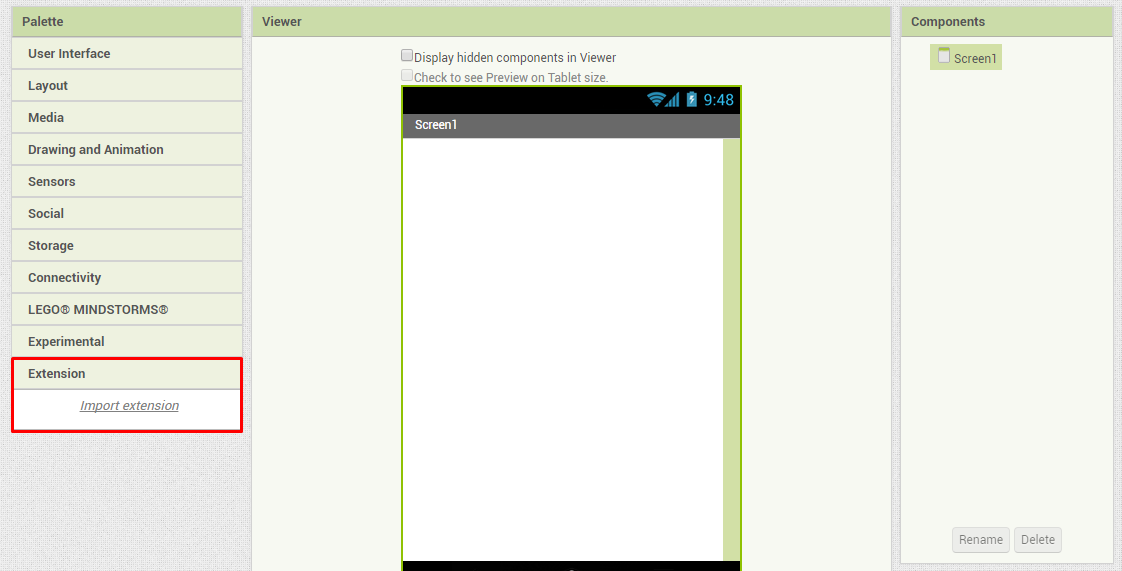 Palette
User Interface
Layout
Media
Drawing and Animation
Sensors
Social
Storage
Connectivity
LEGO® MINDSTORMS®
Experimental
Extension
Import extension
Viewer
Display hidden components in Viewer
Check to see Preview on Tablet size.
9:48
Screen1
Components
Screen1
Rename Delete